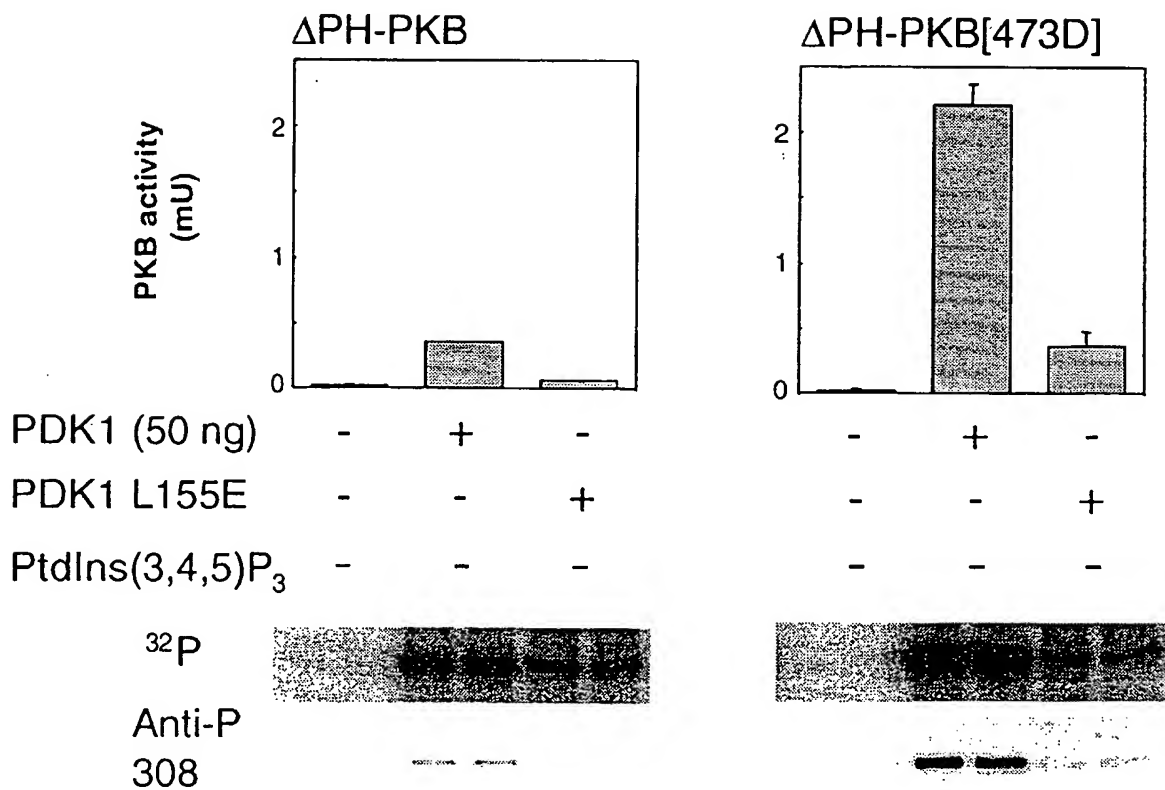 ΔPH-PKB
ΔPH-PKB[473D]
PKB activity
(mU)
2
1
0
2
1
0
PDK1 (50 ng) - + - - + -
PDK1 L155E - - + - - +
PtdIns(3,4,5)P₃ - - - - - -
³²P
Anti-P
308